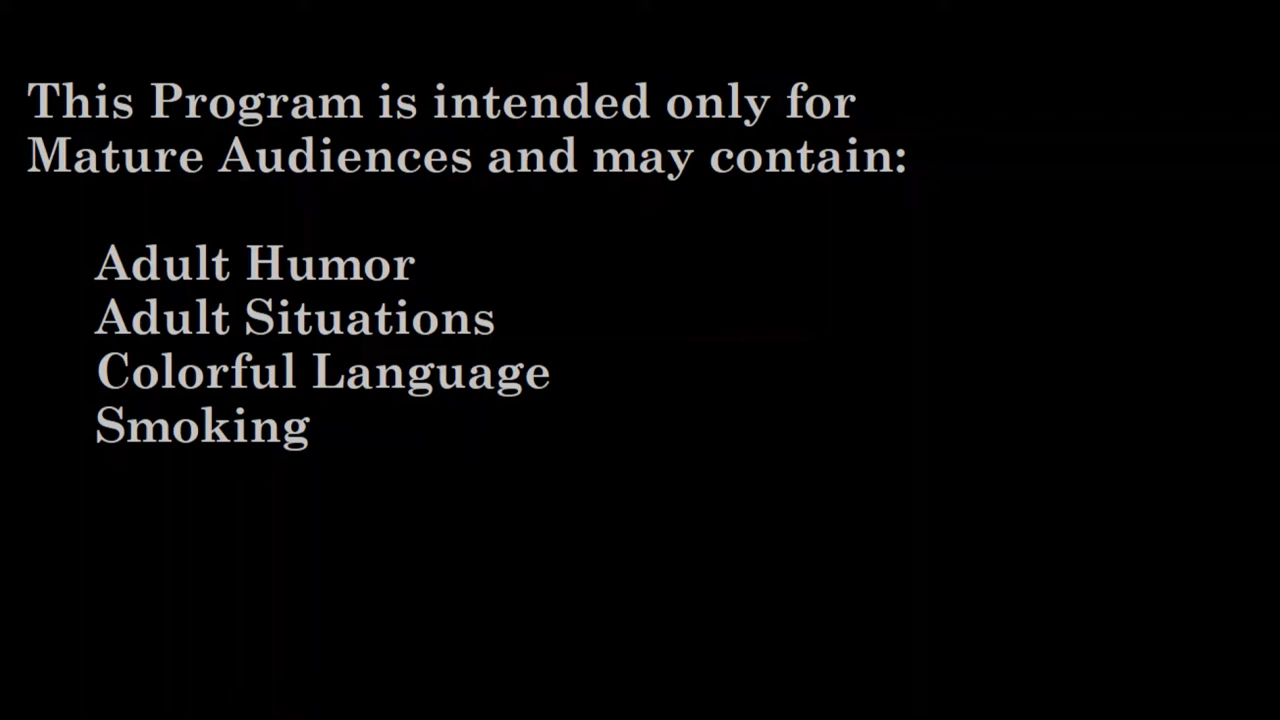 This Program is intended only for
Mature Audiences and may contain:
Adult Humor
Adult Situations
Colorful Language
Smoking